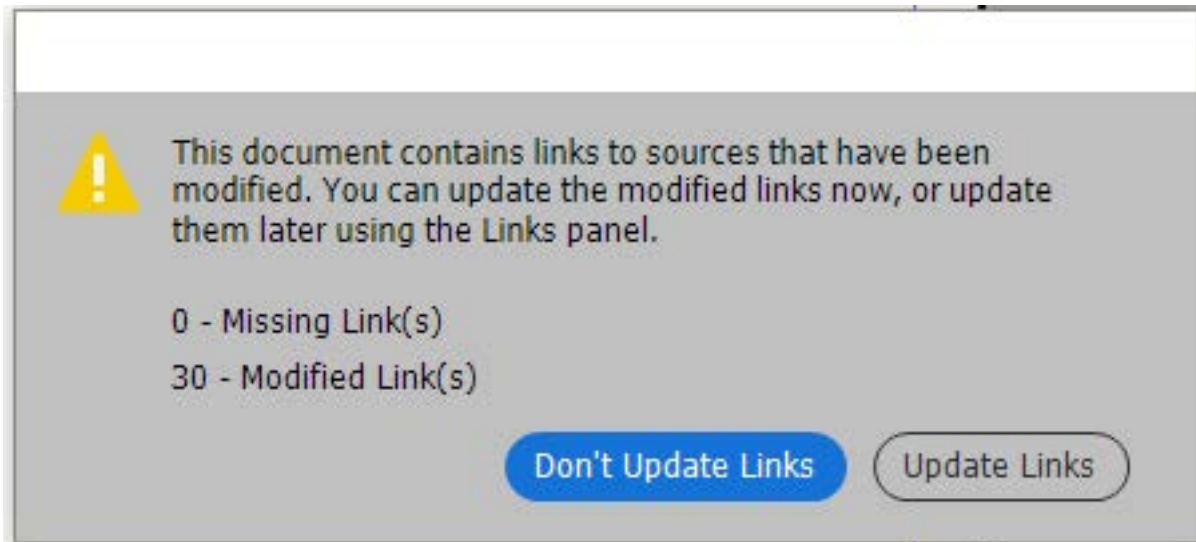 This document contains links to sources that have been
modified. You can update the modified links now, or update
them later using the Links panel.
0 - Missing Link(s)
30 - Modified Link(s)
Don't Update Links
Update Links